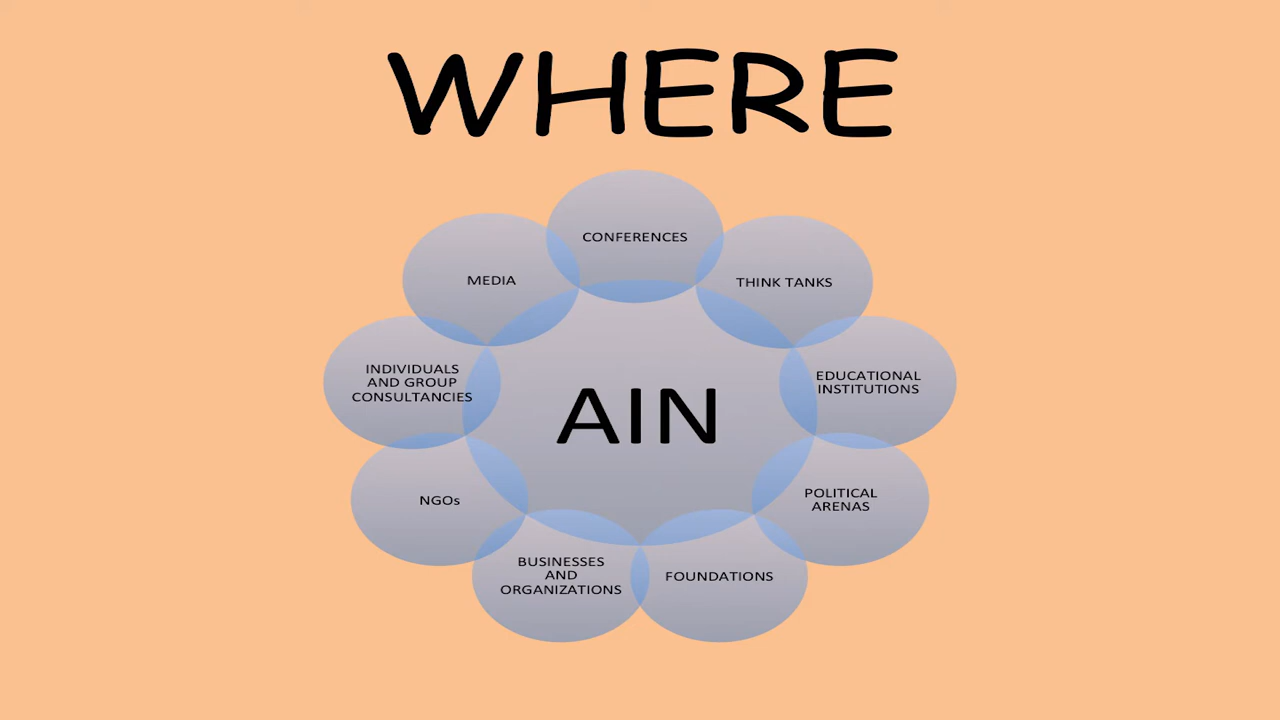 WHERE
CONFERENCES
THINK TANKS
EDUCATIONAL
INSTITUTIONS
POLITICAL
ARENAS
FOUNDATIONS
BUSINESSES
AND
ORGANIZATIONS
NGOs
INDIVIDUALS
AND GROUP
CONSULTANCIES
MEDIA
AIN